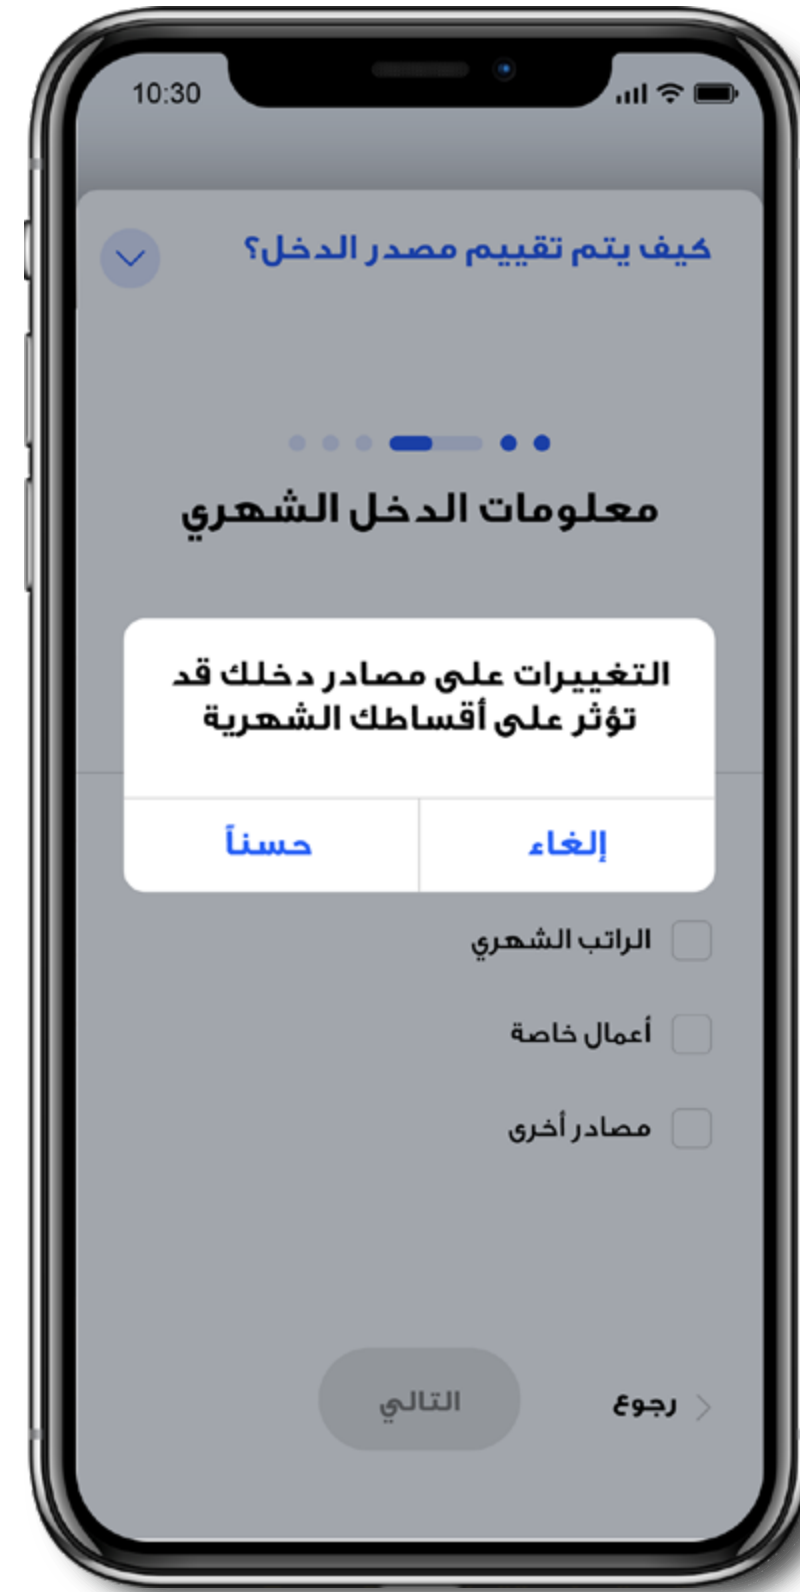 10:30
كيف يتم تقييم مصدر الدخل؟
معلومات الدخل الشهري
التغييرات على مصادر دخلك قد
تؤثر على أقساطك الشهرية
إلغاء
حسناً
الراتب الشهري
أعمال خاصة
مصادر أخرى
رجوع
التالي